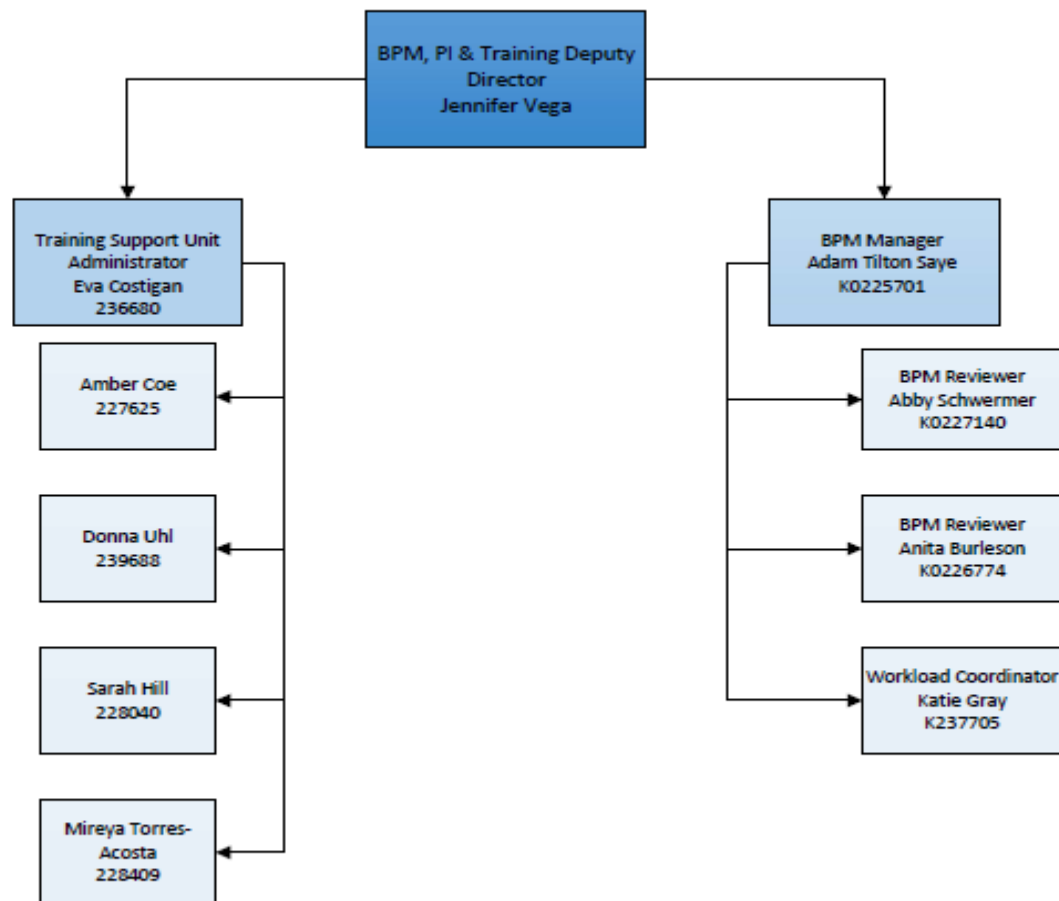 BPM, PI & Training Deputy
Director
Jennifer Vega
Training Support Unit
Administrator
Eva Costigan
236680
Amber Coe
227625
Donna Uhl
239688
Sarah Hill
228040
Mireya Torres-
Acosta
228409
BPM Manager
Adam Tilton Saye
K0225701
BPM Reviewer
Abby Schwermer
K0227140
BPM Reviewer
Anita Burleson
K0226774
Workload Coordinator
Katie Gray
K237705